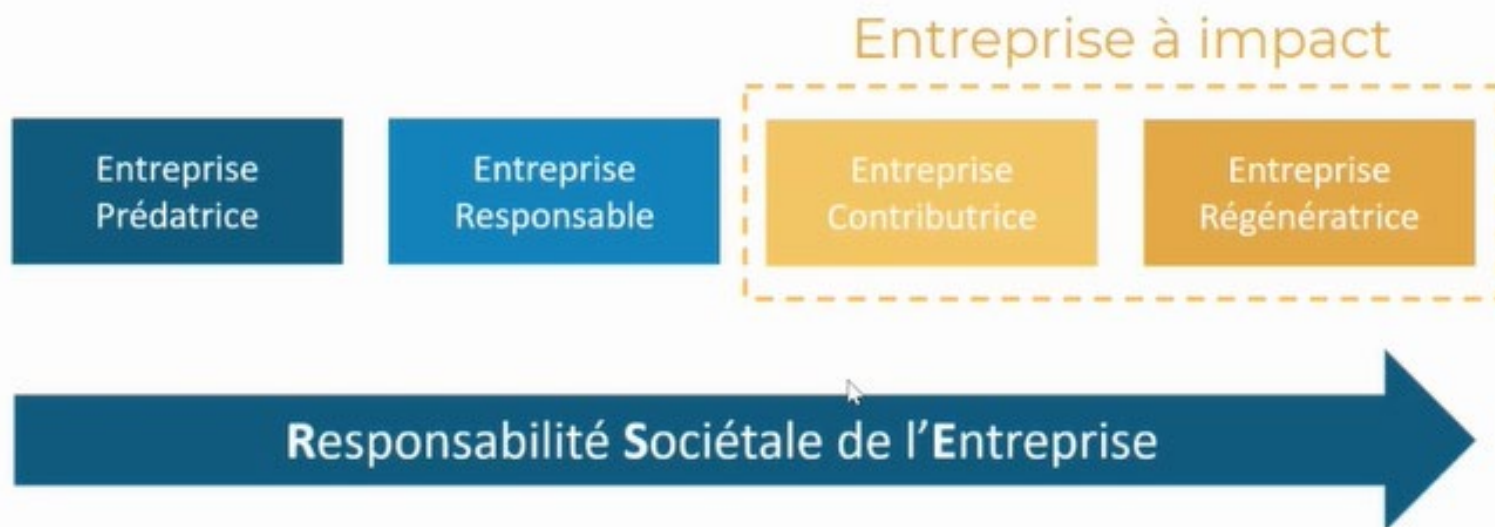 Entreprise à impact
Entreprise
Prédatrice
Entreprise
Responsable
Entreprise
Contributrice
Entreprise
Régénératrice
Responsabilité Sociétale de l’Entreprise